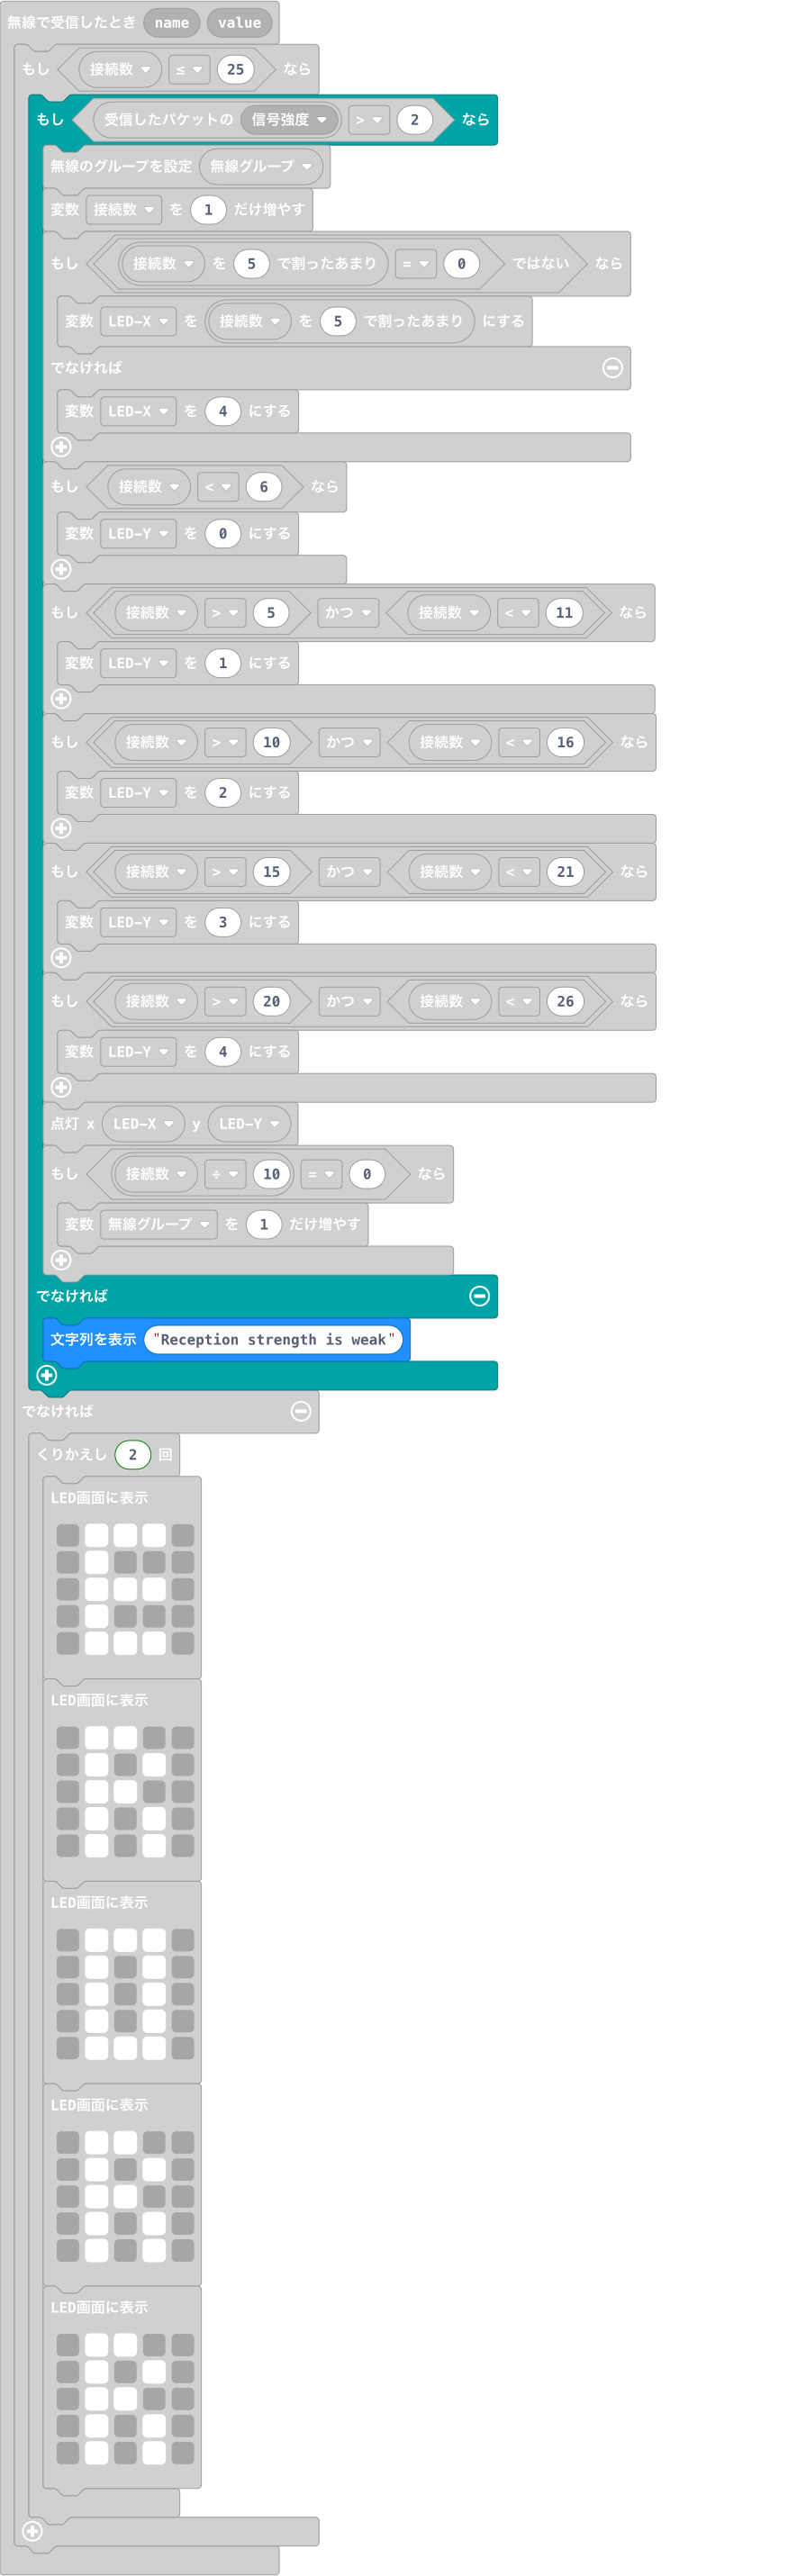 無線で受信したとき name value
もし 接続数 ≤ 25 なら
もし 受信したパケットの 信号強度 > 2 なら
無線のグループを設定 無線グループ
変数 接続数 を 1 だけ増やす
もし 接続数 を 5 で割ったあまり = 0 ではない なら
変数 LED-X を 接続数 を 5 で割ったあまり にする
でなければ
変数 LED-X を 4 にする
もし 接続数 < 6 なら
変数 LED-Y を 0 にする
もし 接続数 > 5 かつ 接続数 < 11 なら
変数 LED-Y を 1 にする
もし 接続数 > 10 かつ 接続数 < 16 なら
変数 LED-Y を 2 にする
もし 接続数 > 15 かつ 接続数 < 21 なら
変数 LED-Y を 3 にする
もし 接続数 > 20 かつ 接続数 < 26 なら
変数 LED-Y を 4 にする
点灯 x LED-X y LED-Y
もし 接続数 ÷ 10 = 0 なら
変数 無線グループ を 1 だけ増やす
でなければ
文字列を表示 "Reception strength is weak"
でなければ
くりかえし 2 回
LED画面に表示
LED画面に表示
LED画面に表示
LED画面に表示
LED画面に表示